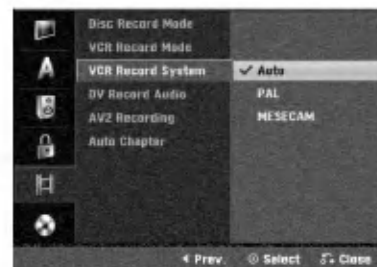 Disc Record Mode
VCR Record Mode
VCR Record System
✓ Auto
DV Record Audio
PAL
AV2 Recording
MESECAM
Auto Chapter
A
◀ Prev. ⊙ Select Close